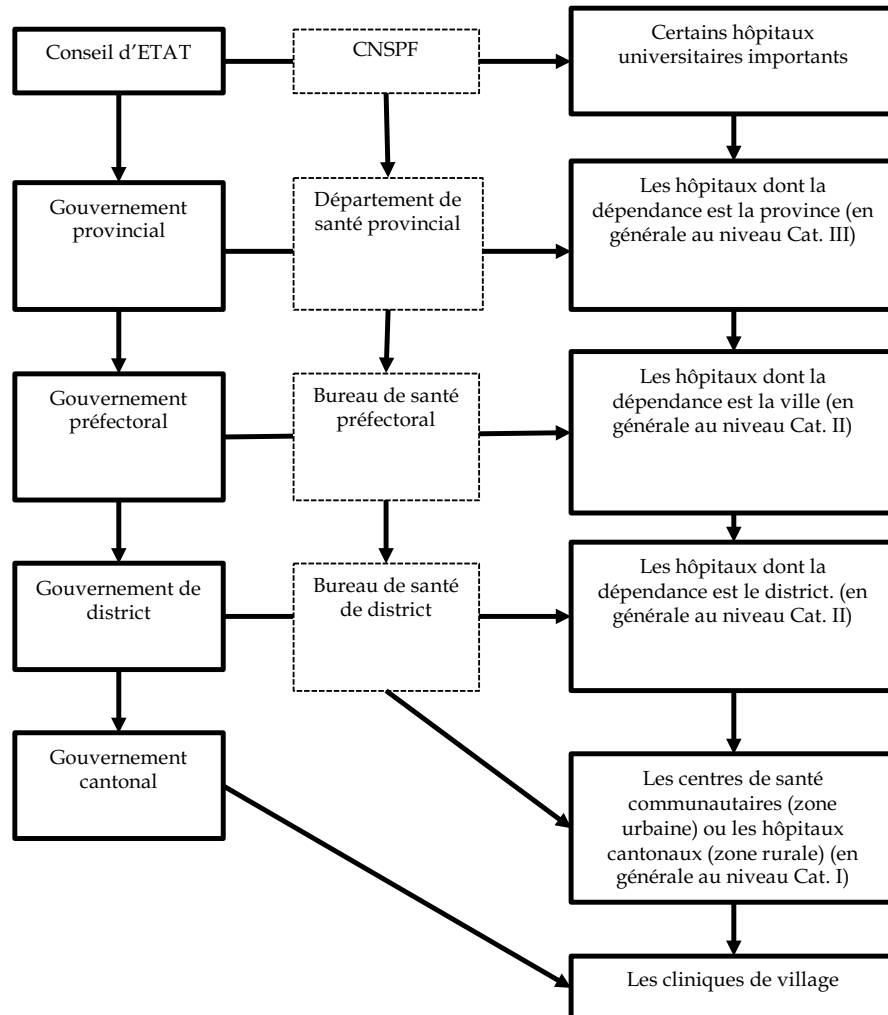 Conseil d'ETAT
CNSPF
Certains hôpitaux
universitaires importants
Gouvernement
provincial
Département de
santé provincial
Les hôpitaux dont la
dépendance est la province (en
générale au niveau Cat. III)
Gouvernement
préfectoral
Bureau de santé
préfectoral
Les hôpitaux dont la
dépendance est la ville (en
générale au niveau Cat. II)
Gouvernement de
district
Bureau de santé
de district
Les hôpitaux dont la
dépendance est le district. (en
générale au niveau Cat. II)
Gouvernement
cantonal
Les centres de santé
communautaires (zone
urbaine) ou les hôpitaux
cantonaux (zone rurale) (en
générale au niveau Cat. I)
Les cliniques de village